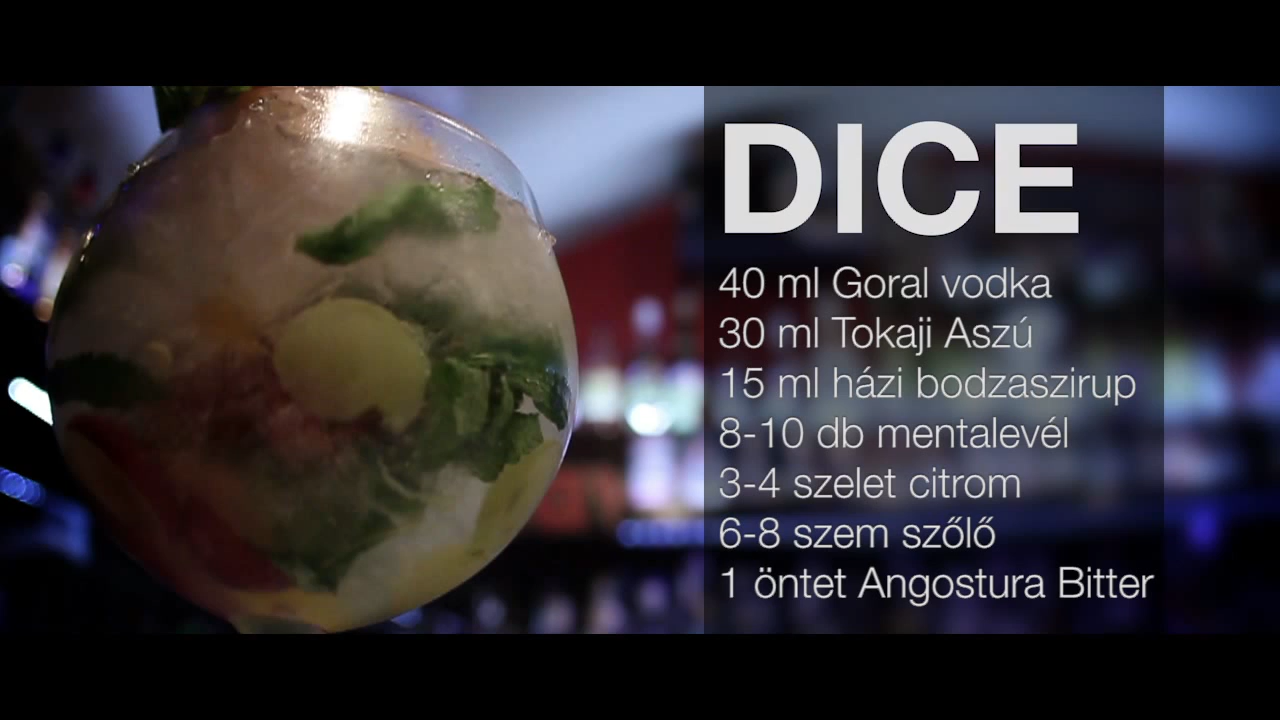 DICE
40 ml Goral vodka
30 ml Tokaji Aszú
15 ml házi bodzaszirup
8-10 db mentalevél
3-4 szelet citrom
6-8 szem szőlő
1 öntet Angostura Bitter